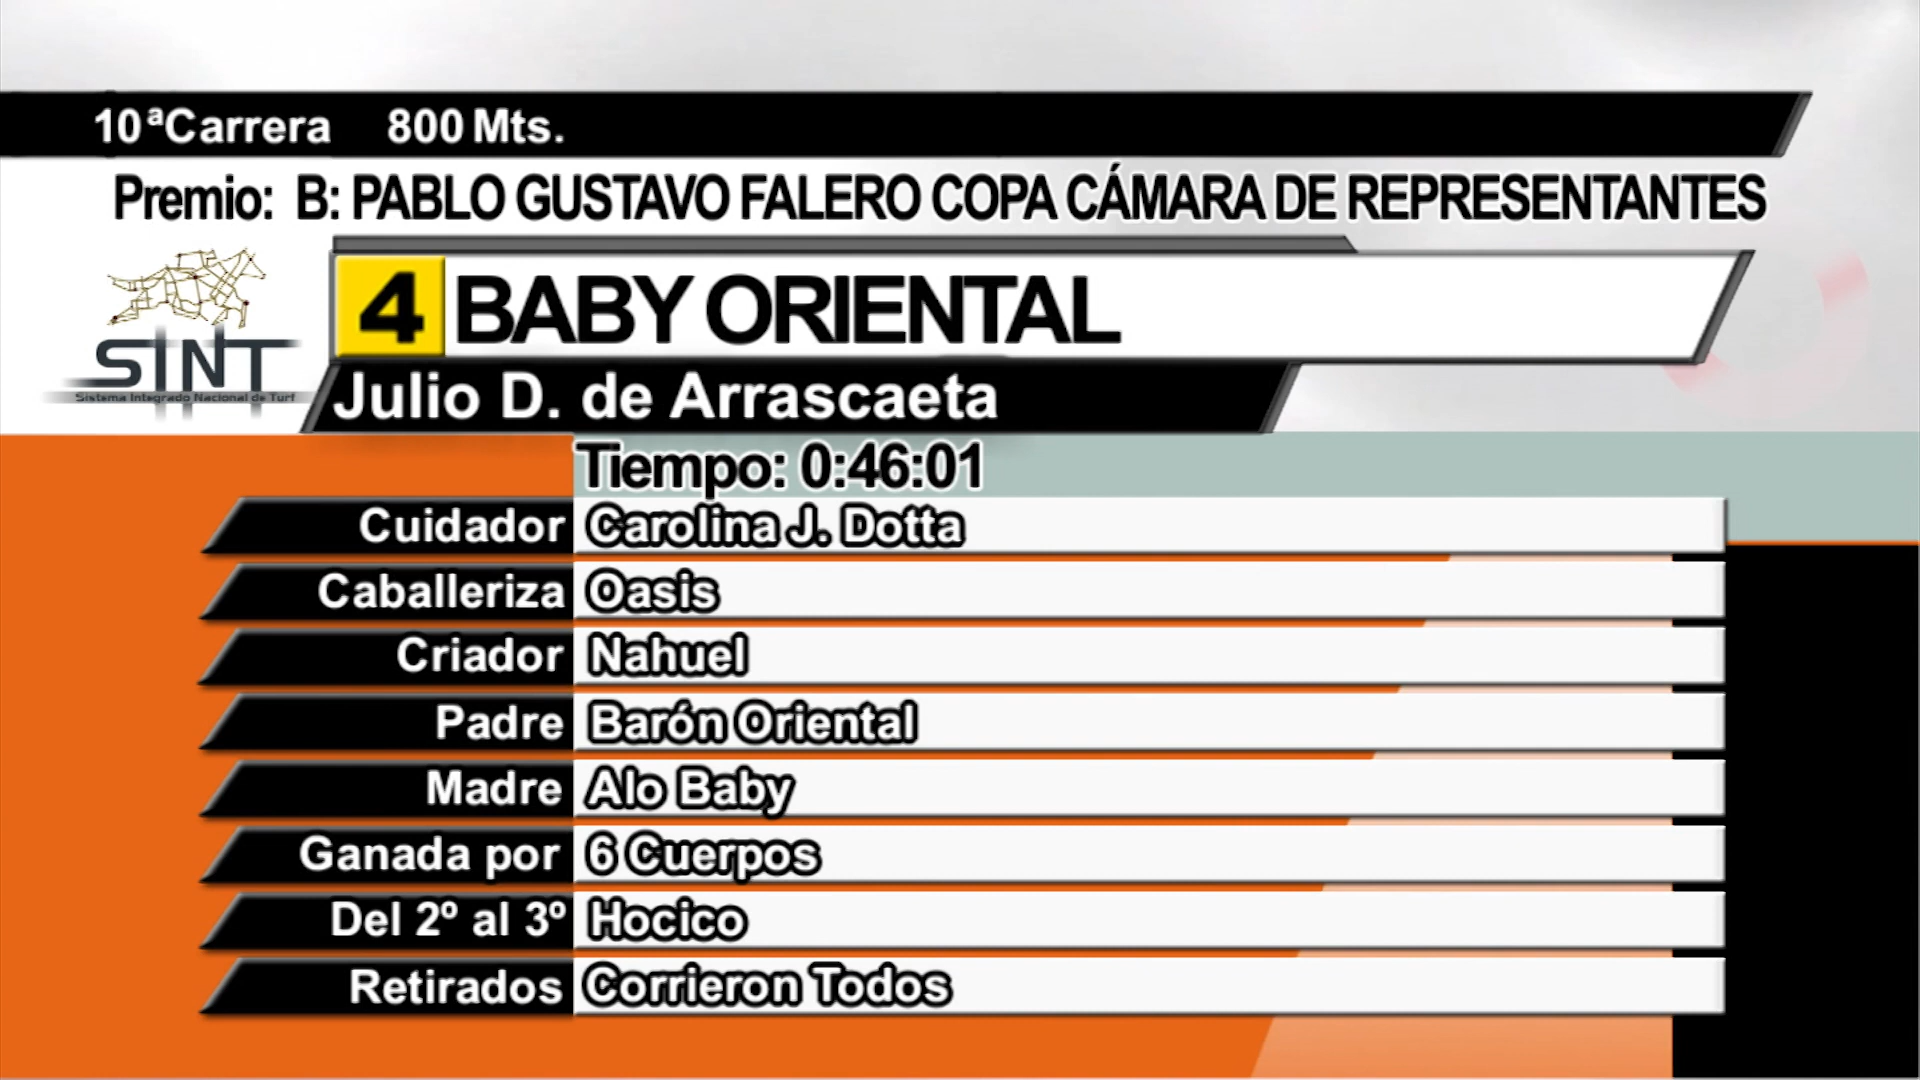 10ªCarrera 800 Mts.
Premio: B: PABLO GUSTAVO FALERO COPA CÁMARA DE REPRESENTANTES
4 BABY ORIENTAL
SINT
Sistema Integrado Nacional de Turf
Julio D. de Arrascaeta
Tiempo: 0:46:01
Cuidador Carolina J. Dotta
Caballeriza Oasis
Criador Nahuel
Padre Barón Oriental
Madre Alo Baby
Ganada por 6 Cuerpos
Del 2º al 3º Hocico
Retirados Corrieron Todos